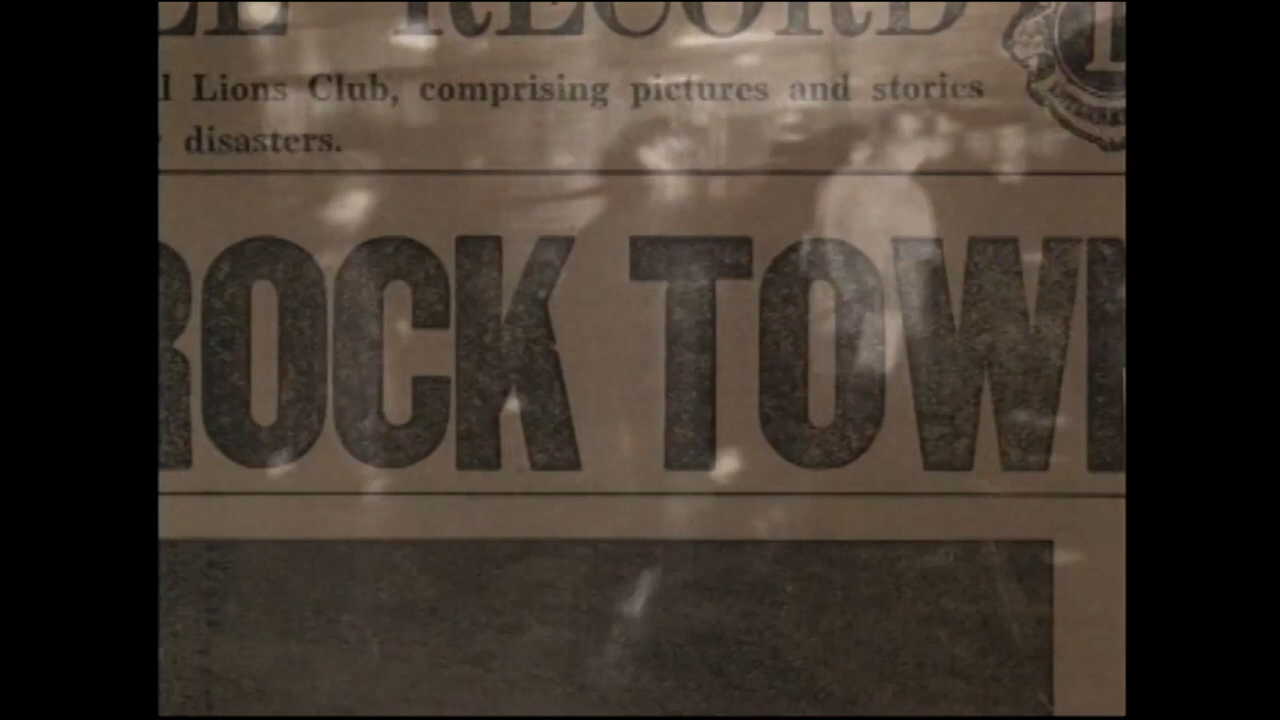 RECORD
Lions Club, comprising pictures and stories
disasters.
ROCK TOW